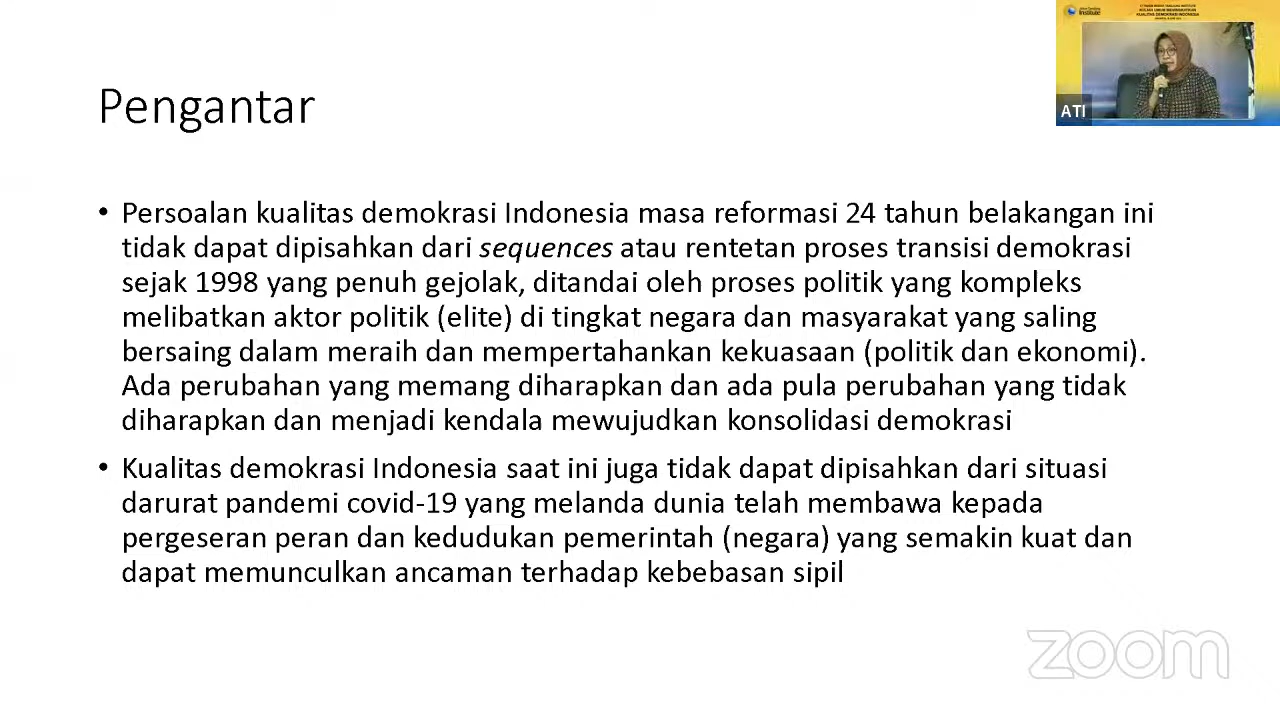 Pengantar
• Persoalan kualitas demokrasi Indonesia masa reformasi 24 tahun belakangan ini
tidak dapat dipisahkan dari sequences atau rentetan proses transisi demokrasi
sejak 1998 yang penuh gejolak, ditandai oleh proses politik yang kompleks
melibatkan aktor politik (elite) di tingkat negara dan masyarakat yang saling
bersaing dalam meraih dan mempertahankan kekuasaan (politik dan ekonomi).
Ada perubahan yang memang diharapkan dan ada pula perubahan yang tidak
diharapkan dan menjadi kendala mewujudkan konsolidasi demokrasi
• Kualitas demokrasi Indonesia saat ini juga tidak dapat dipisahkan dari situasi
darurat pandemi covid-19 yang melanda dunia telah membawa kepada
pergeseran peran dan kedudukan pemerintah (negara) yang semakin kuat dan
dapat memunculkan ancaman terhadap kebebasan sipil
Institute
KUALITAS DEMOKRASI INDONESIA
ATI
zoom